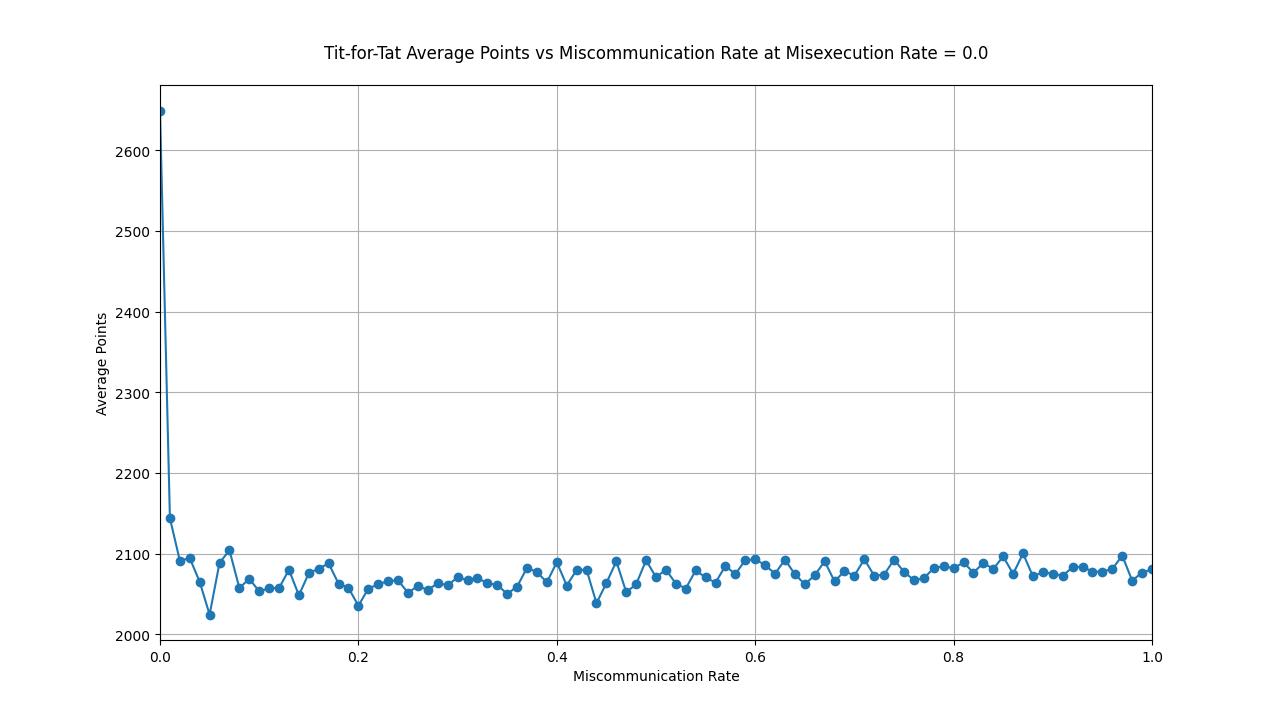 Tit-for-Tat Average Points vs Miscommunication Rate at Misexecution Rate = 0.0
2600
2500
2400
2300
2200
2100
2000
Average Points
0.0 0.2 0.4 0.6 0.8 1.0
Miscommunication Rate